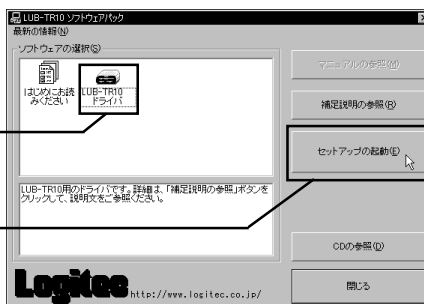 LUB-TR10 ソフトウェアパック
最新の情報(N)
ソフトウェアの選択(S)
はじめにお読
みください
LUB-TR10
ドライバ
マニュアルの参照(M)
補足説明の参照(R)
セットアップの起動(E)
LUB-TR10用のドライバです。詳細は、「補足説明の参照」ボタンを
クリックして、説明文をご参照ください。
CDの参照(D)
Logitec
http://www.logitec.co.jp/
閉じる